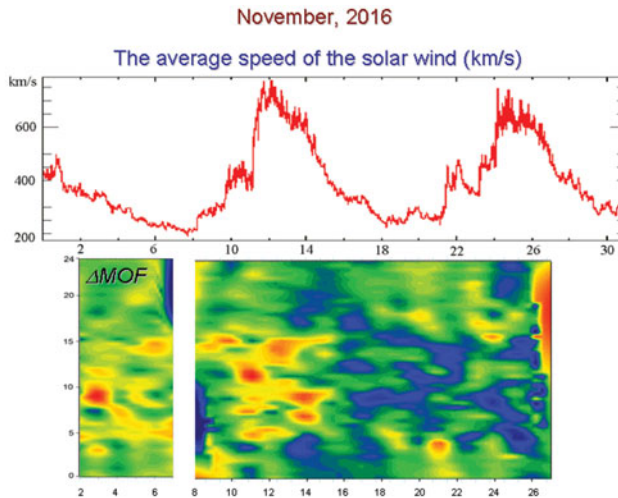 November, 2016
The average speed of the solar wind (km/s)
km/s
600
400
200
2 6 10 14 18 22 26 30
ΔMOF
24
20
15
10
5
0
2 4 6 8 10 12 14 16 18 20 22 24 26